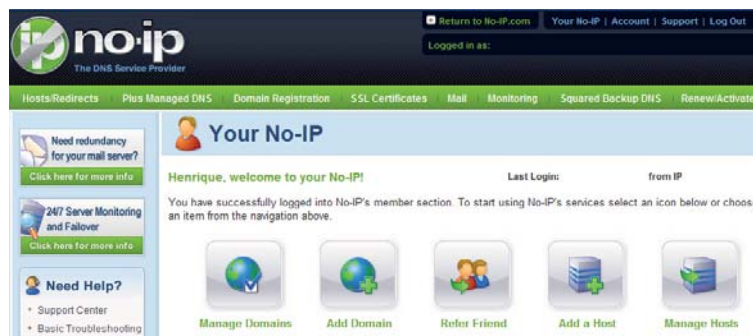 Return to No-IP.com
Your No-IP | Account | Support | Log Out
ip no·ip
The DNS Service Provider
Logged in as:
Hosts/Redirects Plus Managed DNS Domain Registration SSL Certificates Mail Monitoring Squared Backup DNS Renew/Activate
Need redundancy
for your mail server?
Click here for more info
24/7 Server Monitoring
and Failover
Click here for more info
Need Help?
Support Center
Basic Troubleshooting
Your No-IP
Henrique, welcome to your No-IP! Last Login: from IP
You have successfully logged into No-IP's member section. To start using No-IP's services select an icon below or choos
an item from the navigation above.
Manage Domains Add Domain Refer Friend Add a Host Manage Hosts